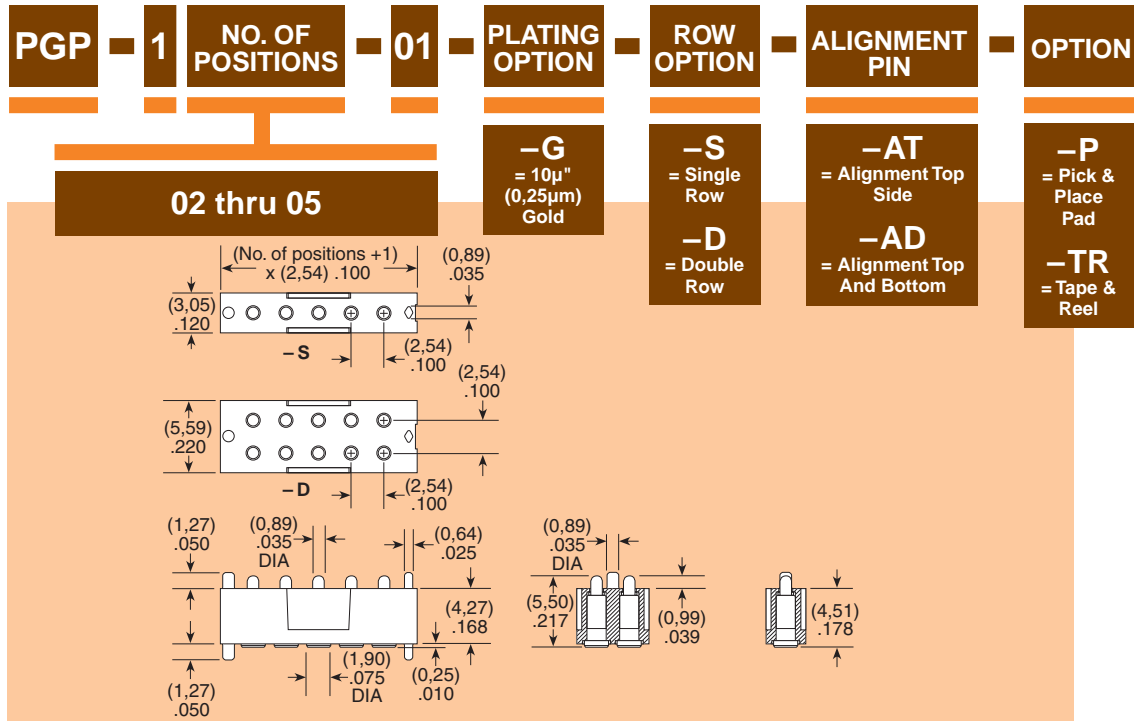 PGP – 1 NO. OF POSITIONS – 01 – PLATING OPTION – ROW OPTION – ALIGNMENT PIN – OPTION
02 thru 05
–G
= 10µ"
(0,25µm)
Gold
–S
= Single
Row
–D
= Double
Row
–AT
= Alignment Top
Side
–AD
= Alignment Top
And Bottom
–P
= Pick &
Place
Pad
–TR
= Tape &
Reel
(No. of positions +1)
x (2,54) .100
(0,89)
.035
(3,05)
.120
–S
(2,54)
.100
(2,54)
.100
(5,59)
.220
–D
(2,54)
.100
(1,27)
.050
(0,89)
.035
DIA
(0,64)
.025
(4,27)
.168
(1,27)
.050
(1,90)
.075
DIA
(0,25)
.010
(0,89)
.035
DIA
(5,50)
.217
(0,99)
.039
(4,51)
.178